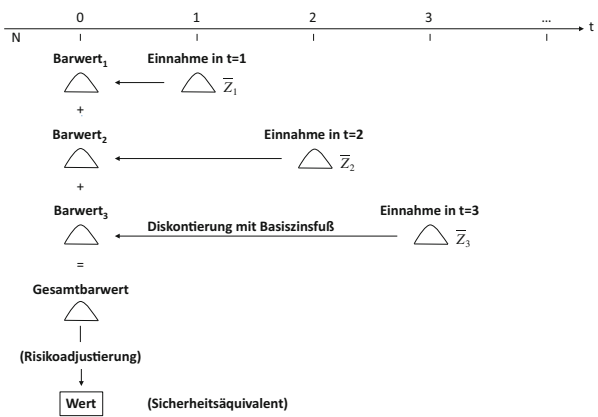 0 1 2 3 ...
t
N
Barwert₁ Einnahme in t=1
Z̅₁
+
Barwert₂ Einnahme in t=2
Z̅₂
+
Barwert₃ Einnahme in t=3
Diskontierung mit Basiszinsfuß
Z̅₃
=
Gesamtbarwert
(Risikoadjustierung)
Wert (Sicherheitsäquivalent)